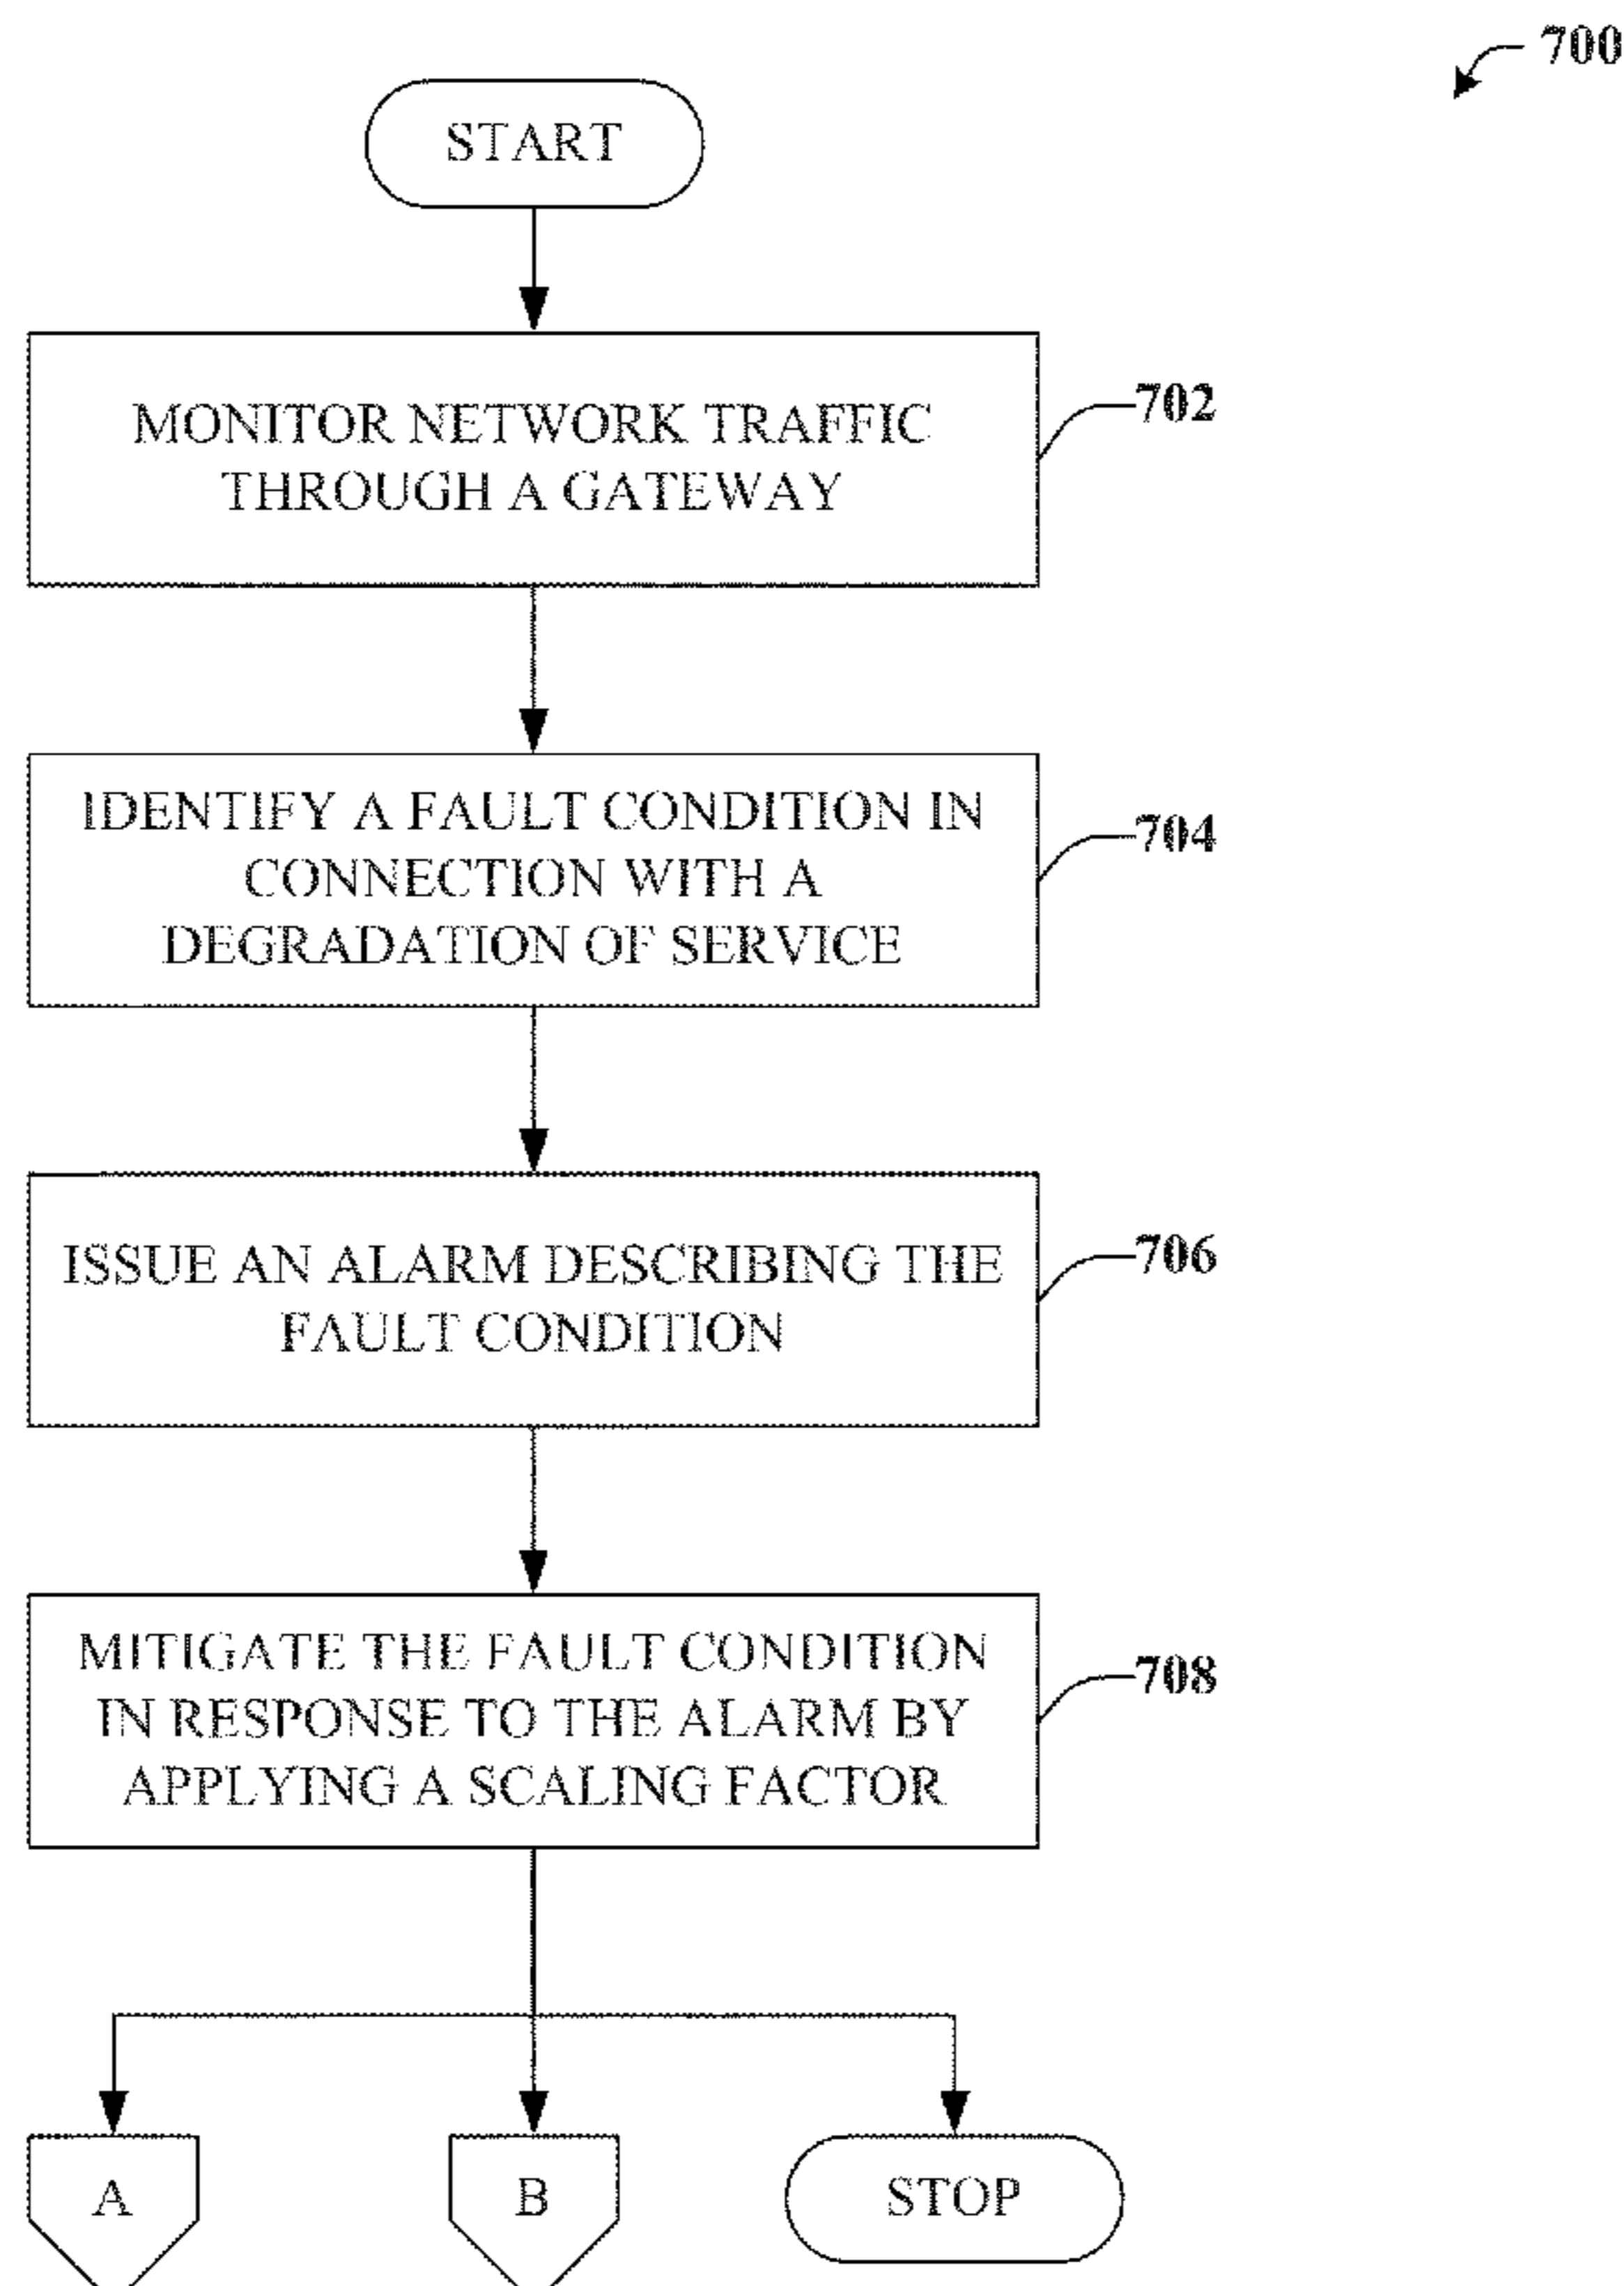 700
START
MONITOR NETWORK TRAFFIC
THROUGH A GATEWAY
702
IDENTIFY A FAULT CONDITION IN
CONNECTION WITH A
DEGRADATION OF SERVICE
704
ISSUE AN ALARM DESCRIBING THE
FAULT CONDITION
706
MITIGATE THE FAULT CONDITION
IN RESPONSE TO THE ALARM BY
APPLYING A SCALING FACTOR
708
A
B
STOP